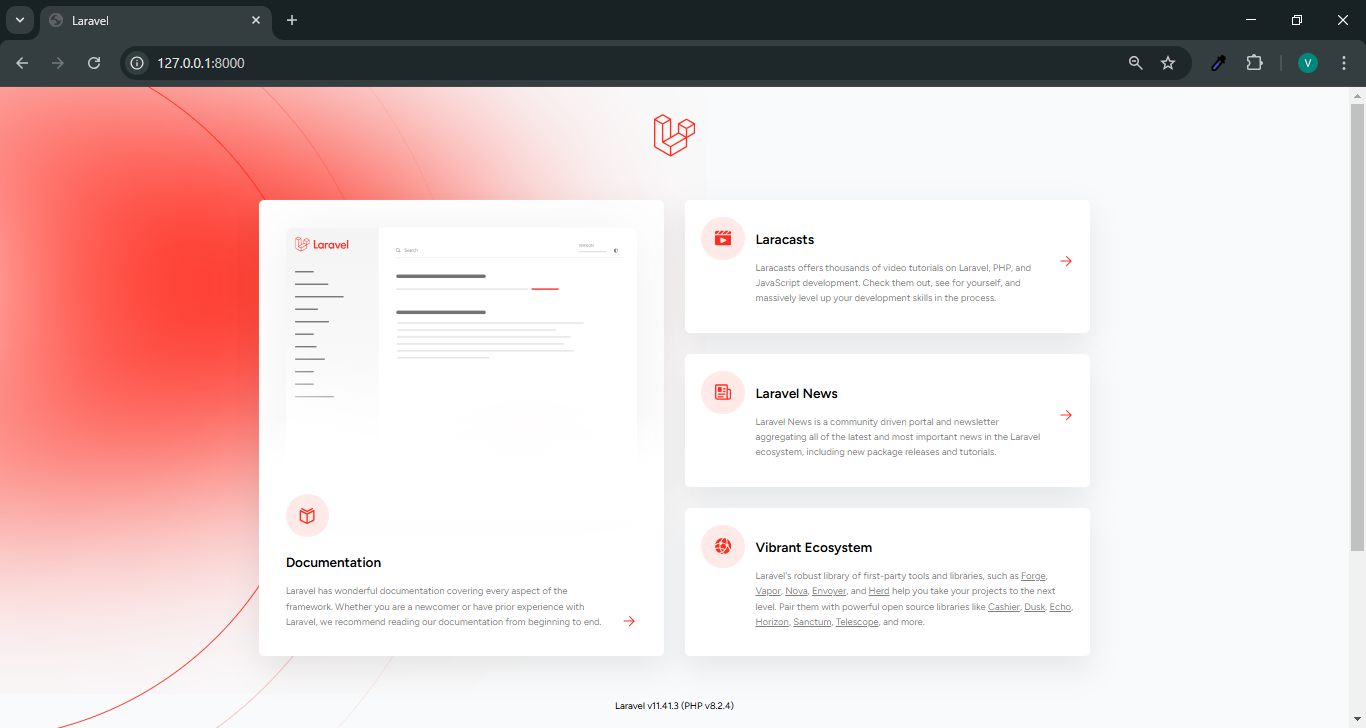 Laravel
127.0.0.1:8000
V
Laravel
Search
VERSION
Documentation
Laravel has wonderful documentation covering every aspect of the
framework. Whether you are a newcomer or have prior experience with
Laravel, we recommend reading our documentation from beginning to end.
Laracasts
Laracasts offers thousands of video tutorials on Laravel, PHP, and
JavaScript development. Check them out, see for yourself, and
massively level up your development skills in the process.
Laravel News
Laravel News is a community driven portal and newsletter
aggregating all of the latest and most important news in the Laravel
ecosystem, including new package releases and tutorials.
Vibrant Ecosystem
Laravel's robust library of first-party tools and libraries, such as Forge,
Vapor, Nova, Envoyer, and Herd help you take your projects to the next
level. Pair them with powerful open source libraries like Cashier, Dusk, Echo,
Horizon, Sanctum, Telescope, and more.
Laravel v11.41.3 (PHP v8.2.4)